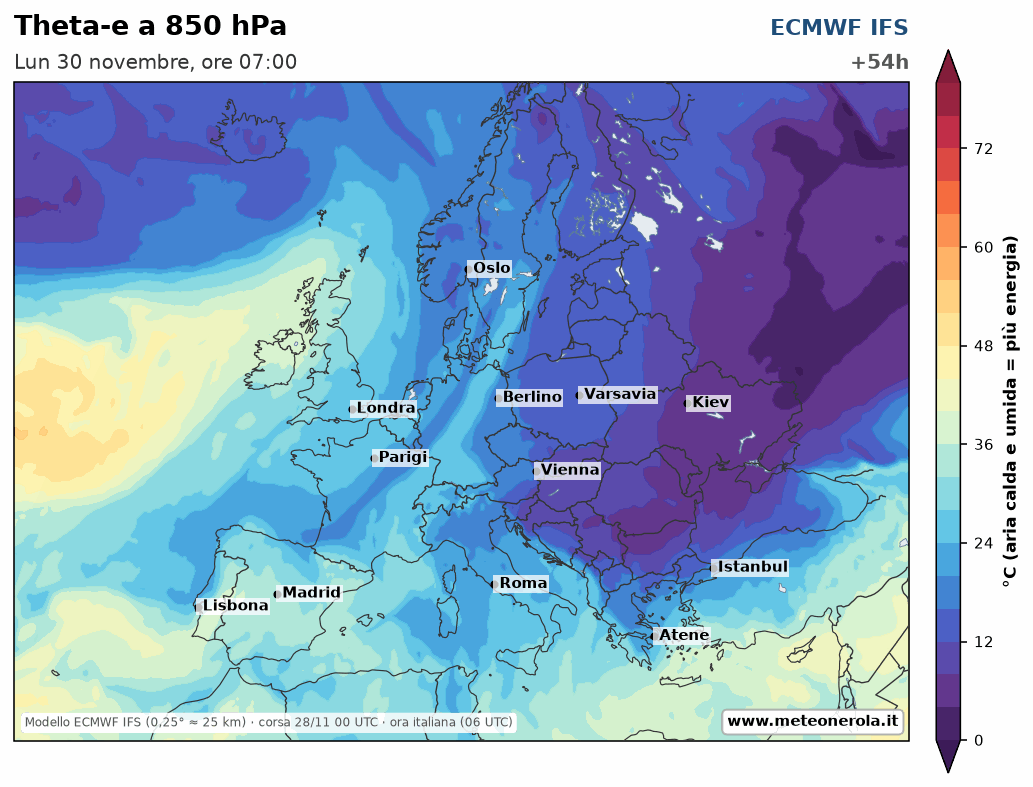 Theta-e a 850 hPa
ECMWF IFS
Lun 30 novembre, ore 07:00
+54h
72
60
48
36
24
12
0
°C (aria calda e umida = più energia)
Oslo
Berlino
Varsavia
Kiev
Londra
Parigi
Vienna
Istanbul
Roma
Madrid
Lisbona
Atene
Modello ECMWF IFS (0,25° ≈ 25 km) · corsa 28/11 00 UTC · ora italiana (06 UTC)
www.meteonerola.it